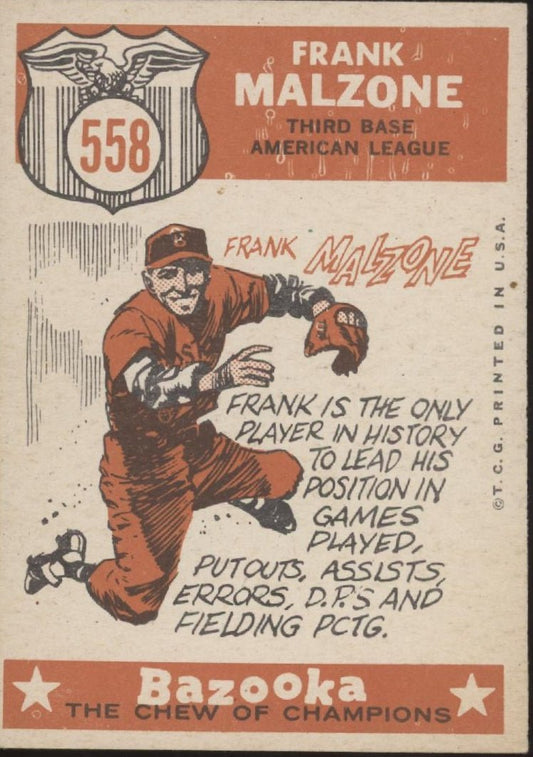 558
FRANK
MALZONE
THIRD BASE
AMERICAN LEAGUE
FRANK MALZONE
FRANK IS THE ONLY
PLAYER IN HISTORY
TO LEAD HIS
POSITION IN
GAMES
PLAYED,
PUTOUTS, ASSISTS,
ERRORS, D.P.'S AND
FIELDING PCTG.
©T.C.G. PRINTED IN U.S.A.
Bazooka
THE CHEW OF CHAMPIONS